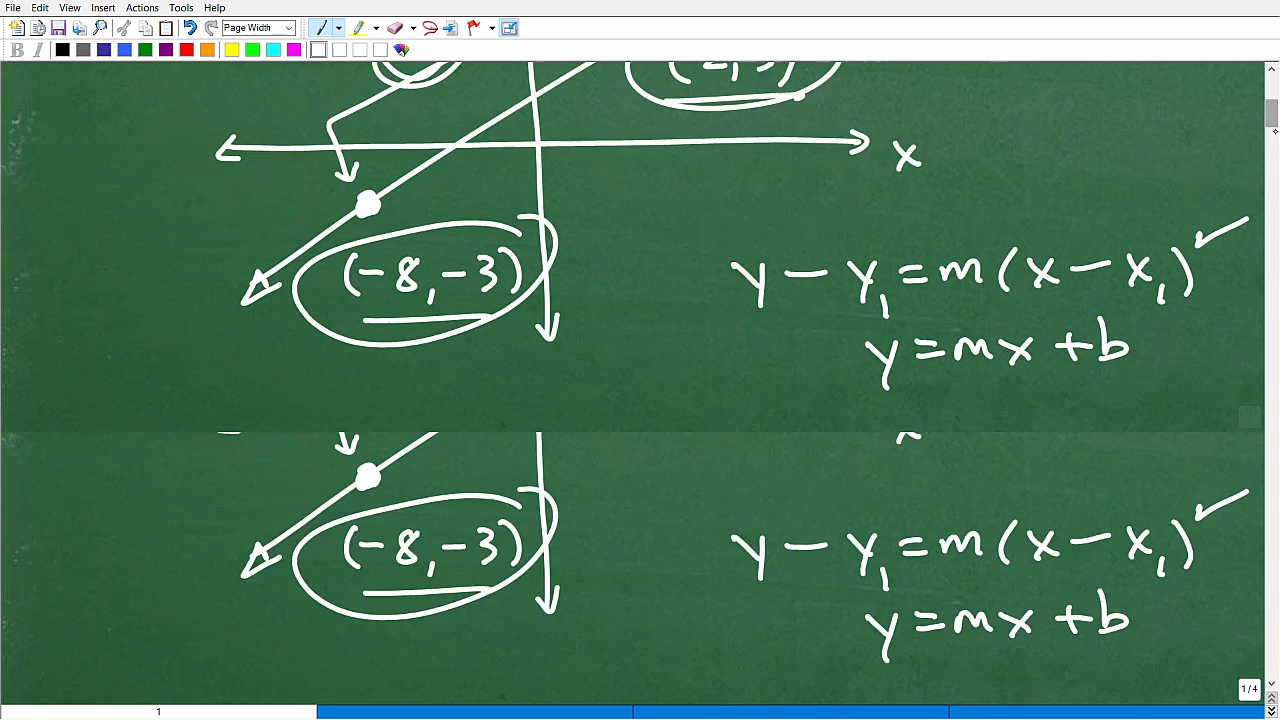 File Edit View Insert Actions Tools Help
Page Width
B I
x
(-8, -3)
y - y₁ = m(x - x₁)
y = mx + b
(-8, -3)
y - y₁ = m(x - x₁)
y = mx + b
1/4
1